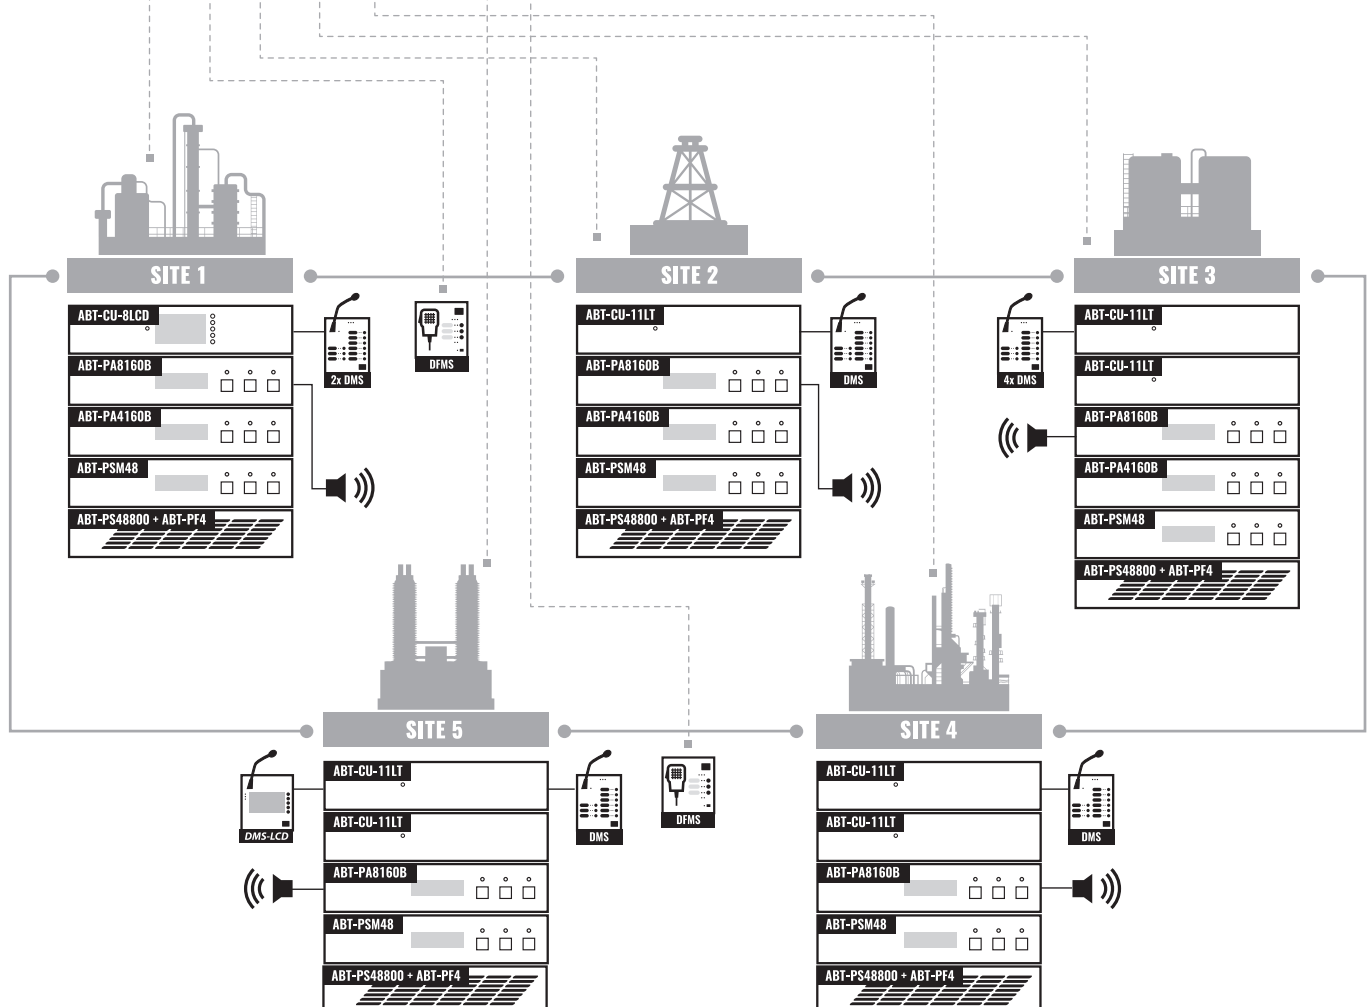 SITE 1
ABT-CU-8LCD
ABT-PA8160B
ABT-PA4160B
ABT-PSM48
ABT-PS48800 + ABT-PF4
2x DMS
DFMS
SITE 2
ABT-CU-11LT
ABT-PA8160B
ABT-PA4160B
ABT-PSM48
ABT-PS48800 + ABT-PF4
DMS
SITE 3
4x DMS
ABT-CU-11LT
ABT-CU-11LT
ABT-PA8160B
ABT-PA4160B
ABT-PSM48
ABT-PS48800 + ABT-PF4
SITE 5
DMS-LCD
ABT-CU-11LT
ABT-CU-11LT
ABT-PA8160B
ABT-PSM48
ABT-PS48800 + ABT-PF4
DMS
DFMS
SITE 4
ABT-CU-11LT
ABT-CU-11LT
ABT-PA8160B
ABT-PSM48
ABT-PS48800 + ABT-PF4
DMS